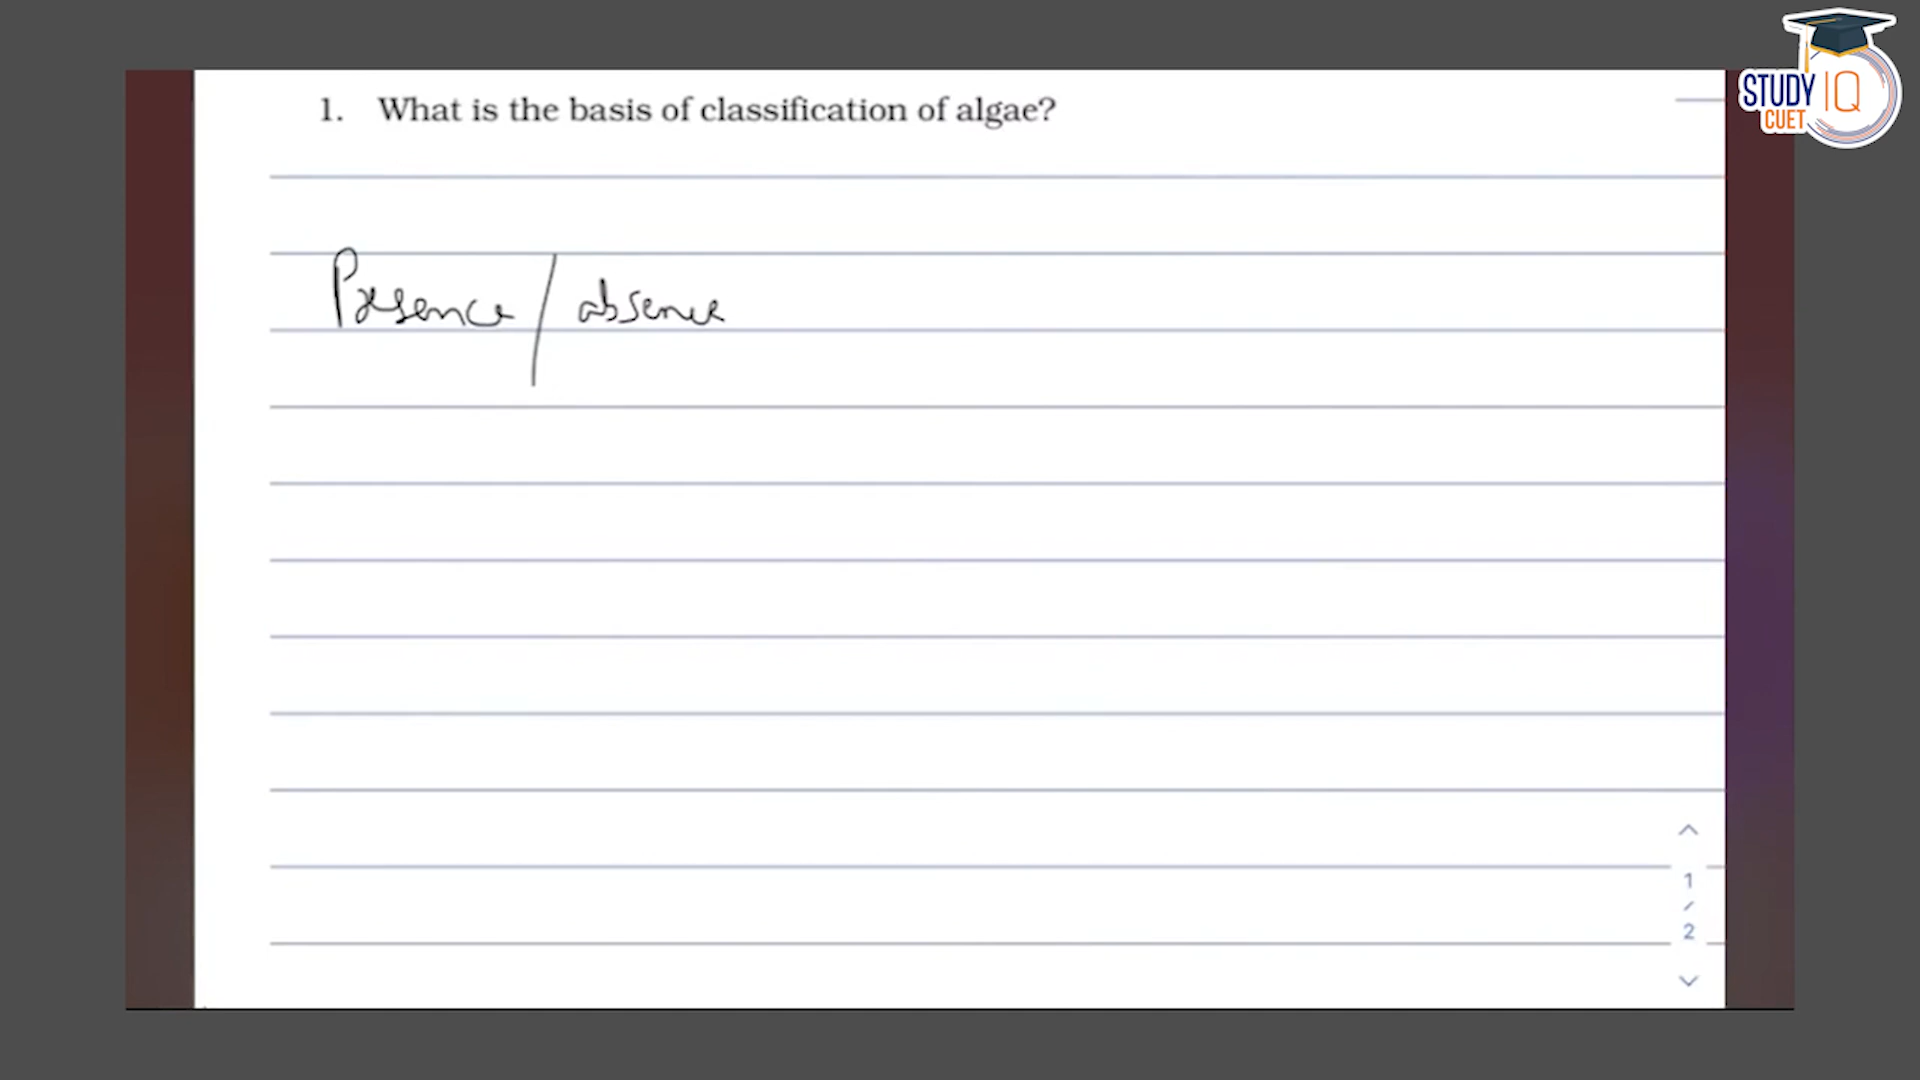 STUDY IQ
CUET
1. What is the basis of classification of algae?
Presence / absence
1
/
2